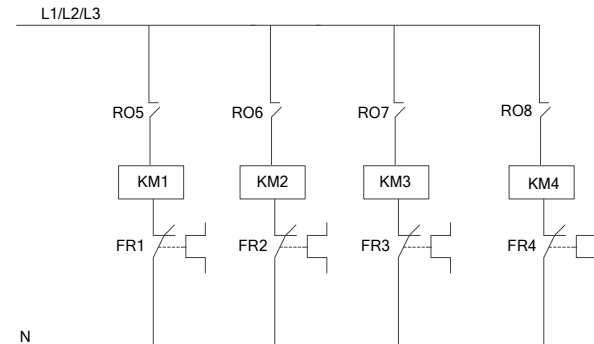 L1/L2/L3
RO5 RO6 RO7 RO8
KM1 KM2 KM3 KM4
FR1 FR2 FR3 FR4
N